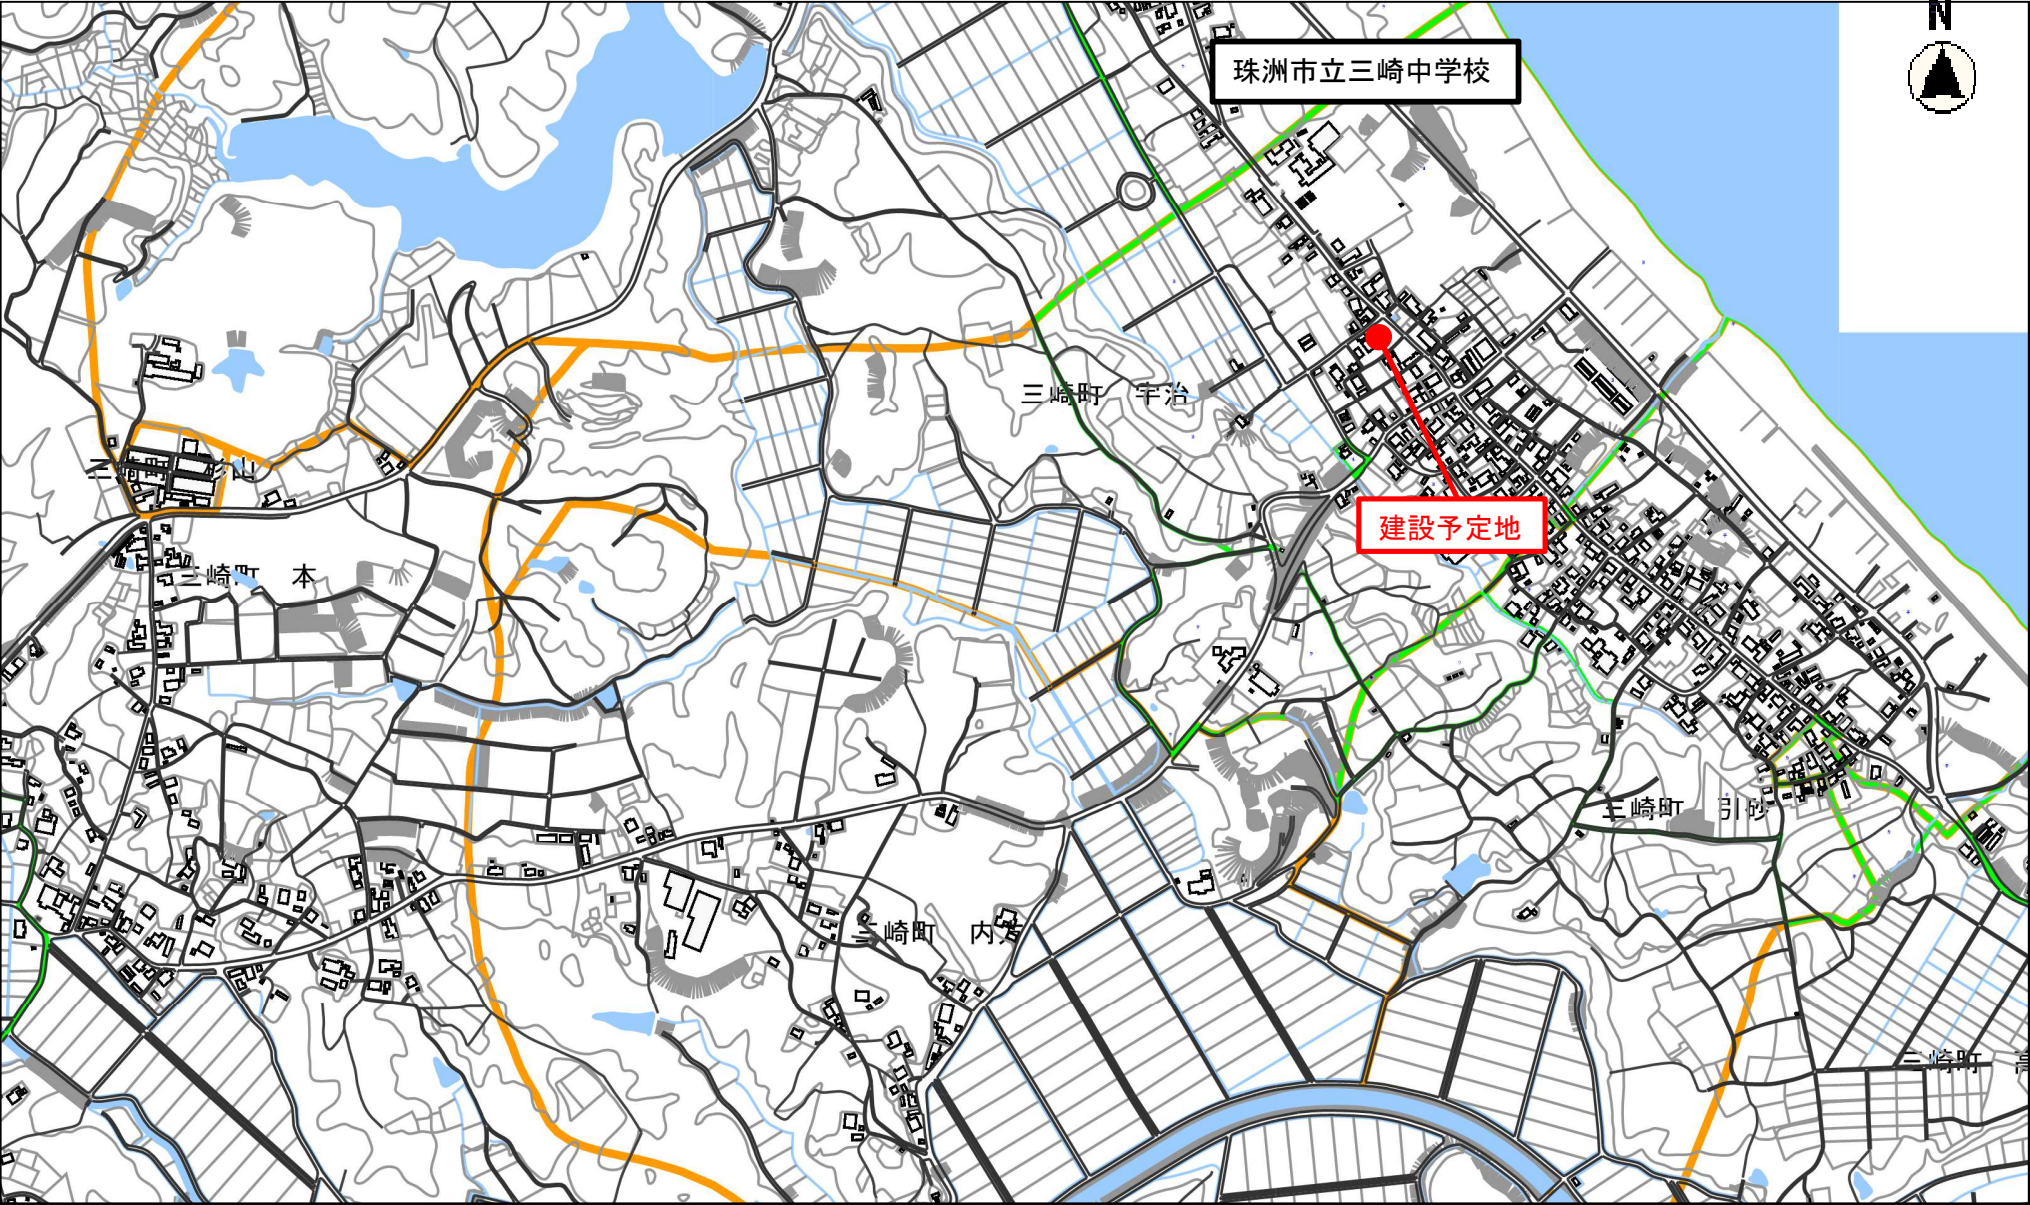 N
珠洲市立三崎中学校
三崎町　宇治
建設予定地
三崎町　本
三崎町　引砂
三崎町　内方
三崎町